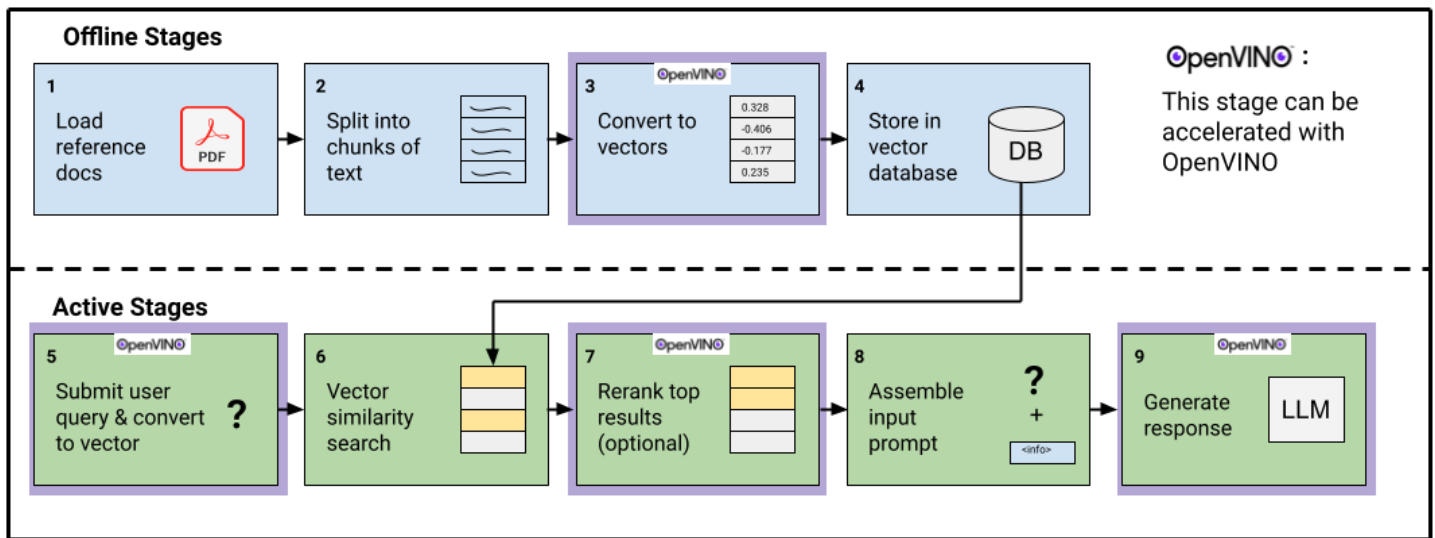 Offline Stages
1
Load
reference
docs
PDF
2
Split into
chunks of
text
OpenVINO
3
Convert to
vectors
0.328
-0.406
-0.177
0.235
4
Store in
vector
database
DB
OpenVINO™ :
This stage can be
accelerated with
OpenVINO
Active Stages
OpenVINO
5
Submit user
query & convert
to vector
?
6
Vector
similarity
search
OpenVINO
7
Rerank top
results
(optional)
8
Assemble
input
prompt
?
+
<info>
OpenVINO
9
Generate
response
LLM